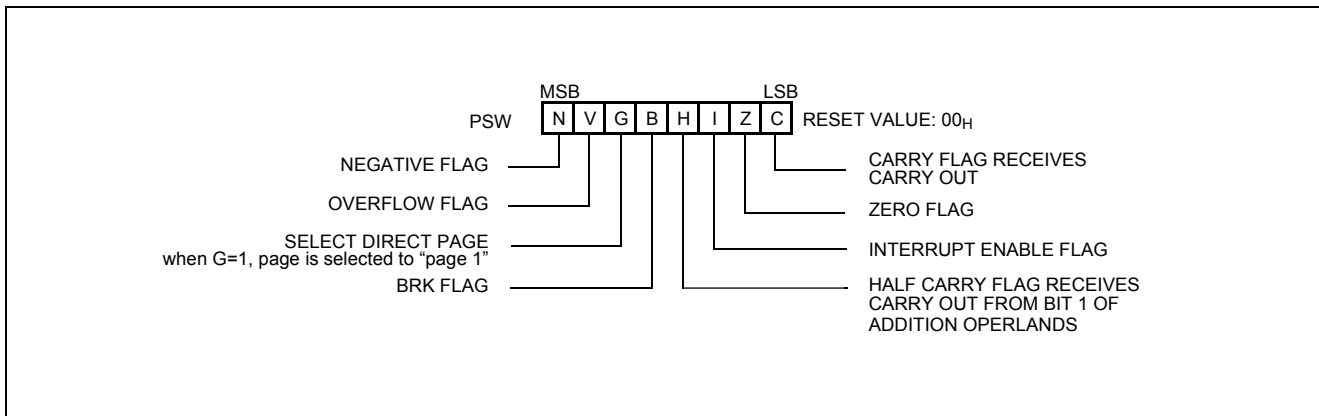 MSB LSB
PSW N V G B H I Z C RESET VALUE: 00H
NEGATIVE FLAG
OVERFLOW FLAG
SELECT DIRECT PAGE
when G=1, page is selected to “page 1”
BRK FLAG
CARRY FLAG RECEIVES
CARRY OUT
ZERO FLAG
INTERRUPT ENABLE FLAG
HALF CARRY FLAG RECEIVES
CARRY OUT FROM BIT 1 OF
ADDITION OPERLANDS